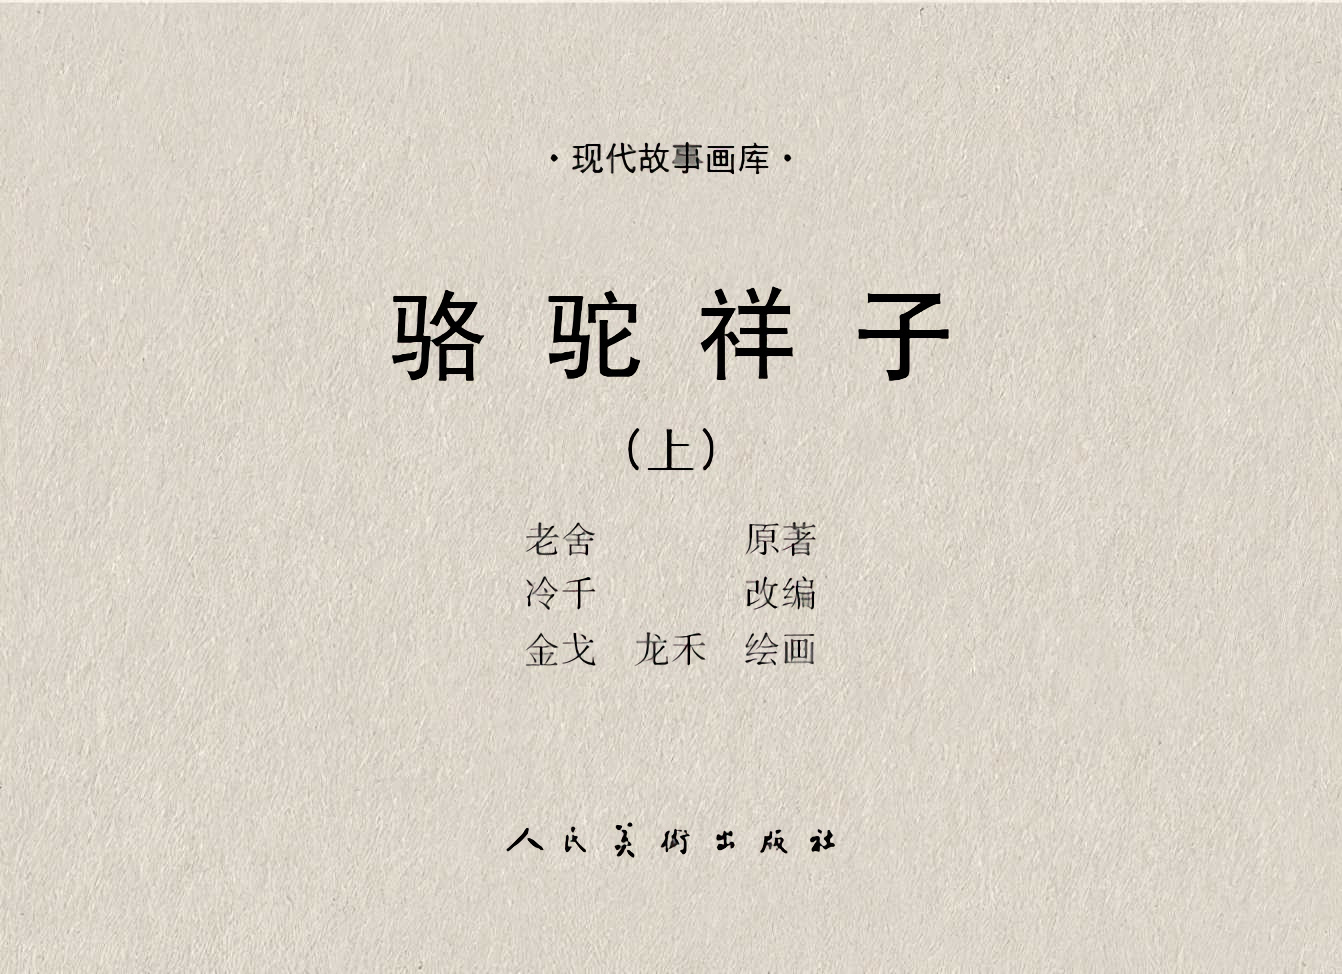 ·现代故事画库·
骆驼祥子
（上）
老舍 原著
冷千 改编
金戈 龙禾 绘画
人民美術出版社